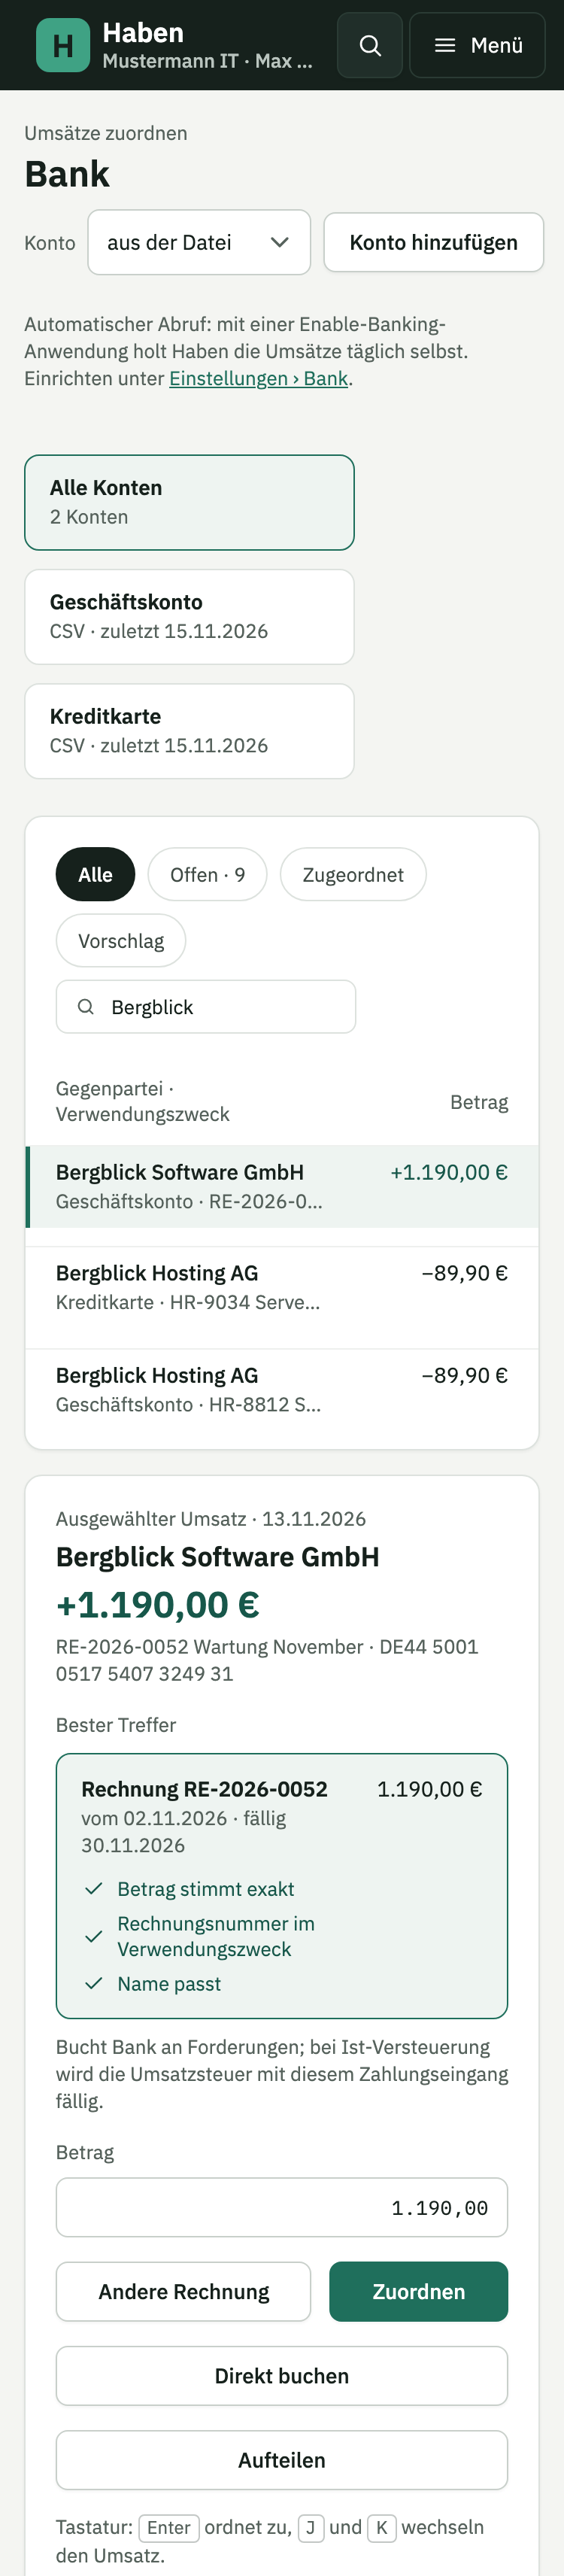 H
Haben
Mustermann IT · Max ...
Menü
Umsätze zuordnen
Bank
Konto
aus der Datei
Konto hinzufügen
Automatischer Abruf: mit einer Enable-Banking-
Anwendung holt Haben die Umsätze täglich selbst.
Einrichten unter Einstellungen › Bank.
Alle Konten
2 Konten
Geschäftskonto
CSV · zuletzt 15.11.2026
Kreditkarte
CSV · zuletzt 15.11.2026
Alle
Offen · 9
Zugeordnet
Vorschlag
Bergblick
Gegenpartei ·
Verwendungszweck
Betrag
Bergblick Software GmbH
+1.190,00 €
Geschäftskonto · RE-2026-0...
Bergblick Hosting AG
−89,90 €
Kreditkarte · HR-9034 Serve...
Bergblick Hosting AG
−89,90 €
Geschäftskonto · HR-8812 S...
Ausgewählter Umsatz · 13.11.2026
Bergblick Software GmbH
+1.190,00 €
RE-2026-0052 Wartung November · DE44 5001
0517 5407 3249 31
Bester Treffer
Rechnung RE-2026-0052
1.190,00 €
vom 02.11.2026 · fällig
30.11.2026
Betrag stimmt exakt
Rechnungsnummer im
Verwendungszweck
Name passt
Bucht Bank an Forderungen; bei Ist-Versteuerung
wird die Umsatzsteuer mit diesem Zahlungseingang
fällig.
Betrag
1.190,00
Andere Rechnung
Zuordnen
Direkt buchen
Aufteilen
Tastatur: Enter ordnet zu, J und K wechseln
den Umsatz.